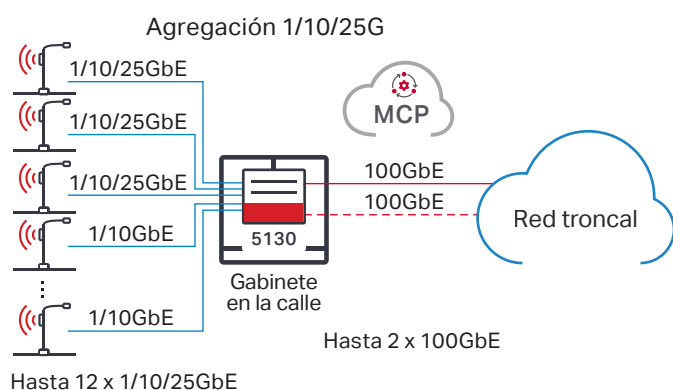 Agregación 1/10/25G
1/10/25GbE
1/10/25GbE
1/10/25GbE
1/10GbE
1/10GbE
MCP
100GbE
100GbE
5130
Red troncal
Gabinete
en la calle
Hasta 2 x 100GbE
Hasta 12 x 1/10/25GbE